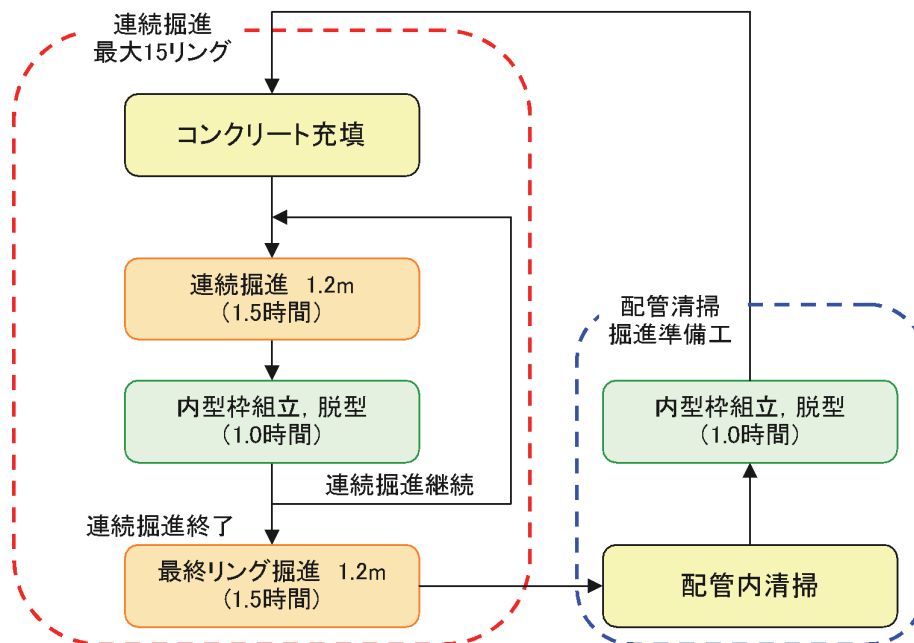 連続掘進
最大15リング
コンクリート充填
連続掘進 1.2m
(1.5時間)
内型枠組立, 脱型
(1.0時間)
連続掘進継続
連続掘進終了
最終リング掘進 1.2m
(1.5時間)
配管清掃
掘進準備工
内型枠組立, 脱型
(1.0時間)
配管内清掃